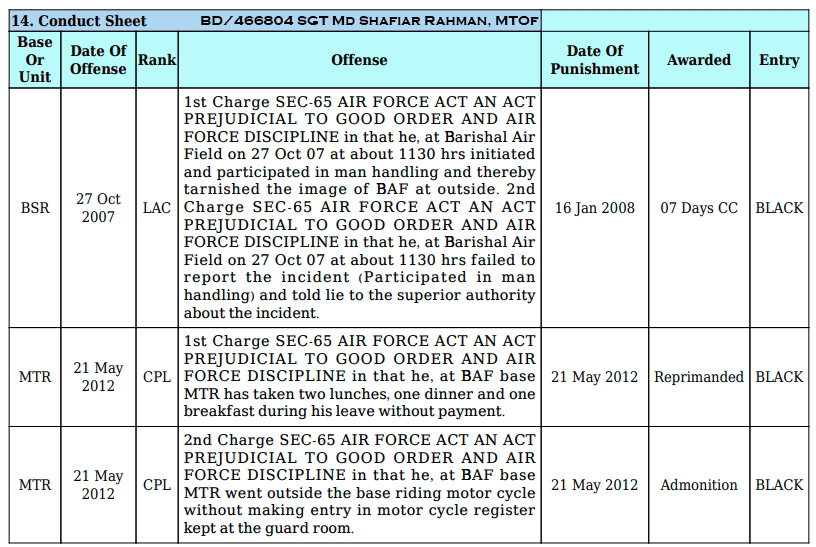 14. Conduct Sheet BD/466804 SGT MD SHAFIAR RAHMAN, MTOF
Base Or Unit Date Of Offense Rank Offense Date Of Punishment Awarded Entry
BSR 27 Oct 2007 LAC
1st Charge SEC-65 AIR FORCE ACT AN ACT
PREJUDICIAL TO GOOD ORDER AND AIR
FORCE DISCIPLINE in that he, at Barishal Air
Field on 27 Oct 07 at about 1130 hrs initiated
and participated in man handling and thereby
tarnished the image of BAF at outside. 2nd
Charge SEC-65 AIR FORCE ACT AN ACT
PREJUDICIAL TO GOOD ORDER AND AIR
FORCE DISCIPLINE in that he, at Barishal Air
Field on 27 Oct 07 at about 1130 hrs failed to
report the incident (Participated in man
handling) and told lie to the superior authority
about the incident.
16 Jan 2008 07 Days CC BLACK
MTR 21 May 2012 CPL
1st Charge SEC-65 AIR FORCE ACT AN ACT
PREJUDICIAL TO GOOD ORDER AND AIR
FORCE DISCIPLINE in that he, at BAF base
MTR has taken two lunches, one dinner and one
breakfast during his leave without payment.
21 May 2012 Reprimanded BLACK
MTR 21 May 2012 CPL
2nd Charge SEC-65 AIR FORCE ACT AN ACT
PREJUDICIAL TO GOOD ORDER AND AIR
FORCE DISCIPLINE in that he, at BAF base
MTR went outside the base riding motor cycle
without making entry in motor cycle register
kept at the guard room.
21 May 2012 Admonition BLACK